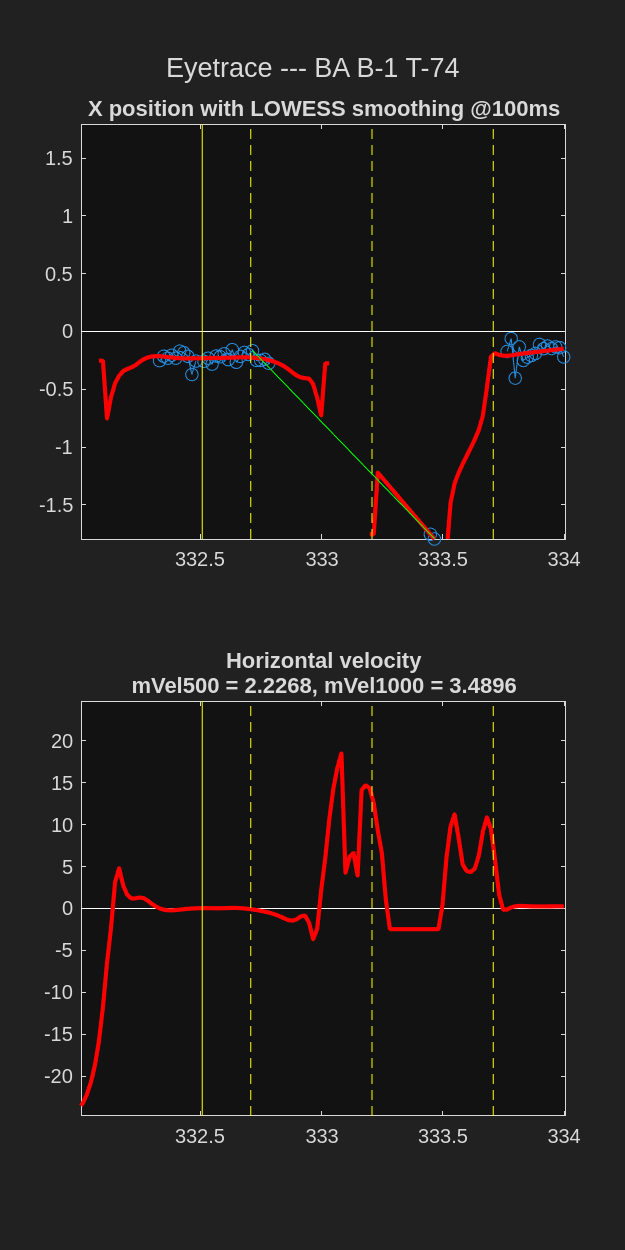 Eyetrace --- BA B-1 T-74
X position with LOWESS smoothing @100ms
1.5
1
0.5
0
-0.5
-1
-1.5
332.5 333 333.5 334
Horizontal velocity
mVel500 = 2.2268, mVel1000 = 3.4896
20
15
10
5
0
-5
-10
-15
-20
332.5 333 333.5 334